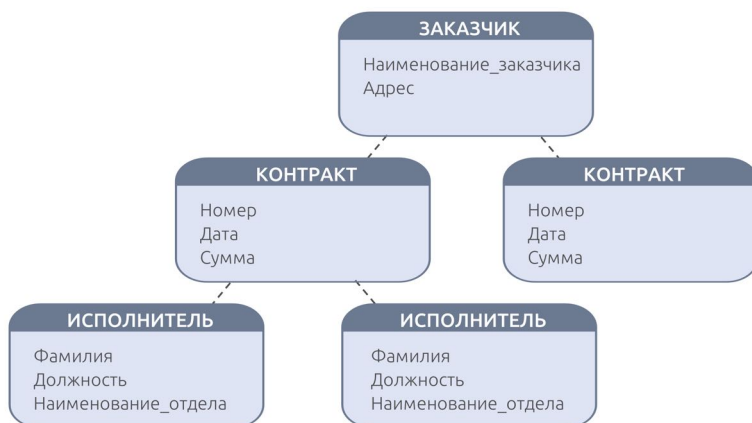 ЗАКАЗЧИК
Наименование_заказчика
Адрес
КОНТРАКТ
Номер
Дата
Сумма
КОНТРАКТ
Номер
Дата
Сумма
ИСПОЛНИТЕЛЬ
Фамилия
Должность
Наименование_отдела
ИСПОЛНИТЕЛЬ
Фамилия
Должность
Наименование_отдела